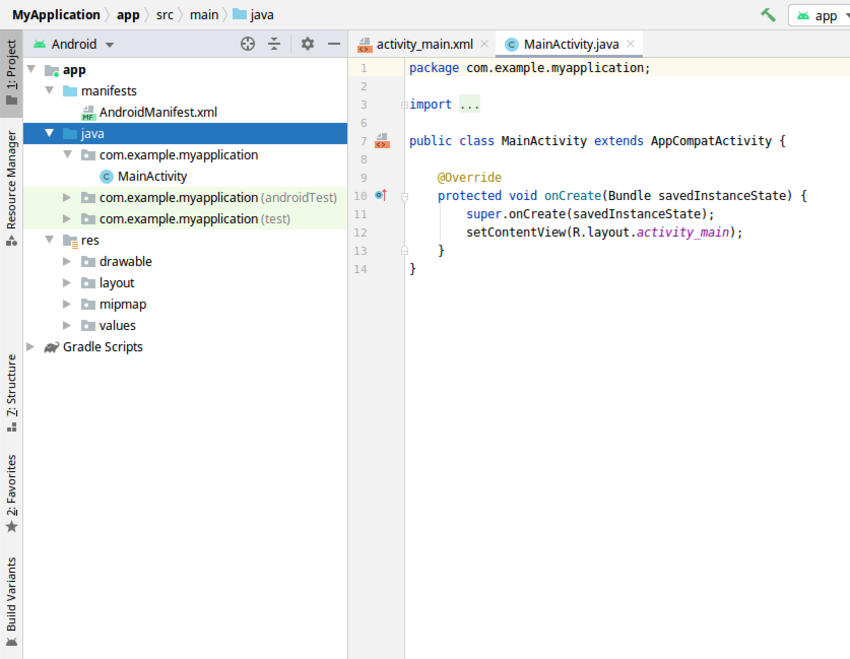 MyApplication app src main java
app
1: Project
Resource Manager
7: Structure
2: Favorites
Build Variants
Android
app
manifests
MF
AndroidManifest.xml
java
com.example.myapplication
C MainActivity
com.example.myapplication (androidTest)
com.example.myapplication (test)
res
drawable
layout
mipmap
values
Gradle Scripts
activity_main.xml
C MainActivity.java
1 package com.example.myapplication;
2
3 import ...
6
7 public class MainActivity extends AppCompatActivity {
8
9 @Override
10 protected void onCreate(Bundle savedInstanceState) {
11 super.onCreate(savedInstanceState);
12 setContentView(R.layout.activity_main);
13 }
14 }